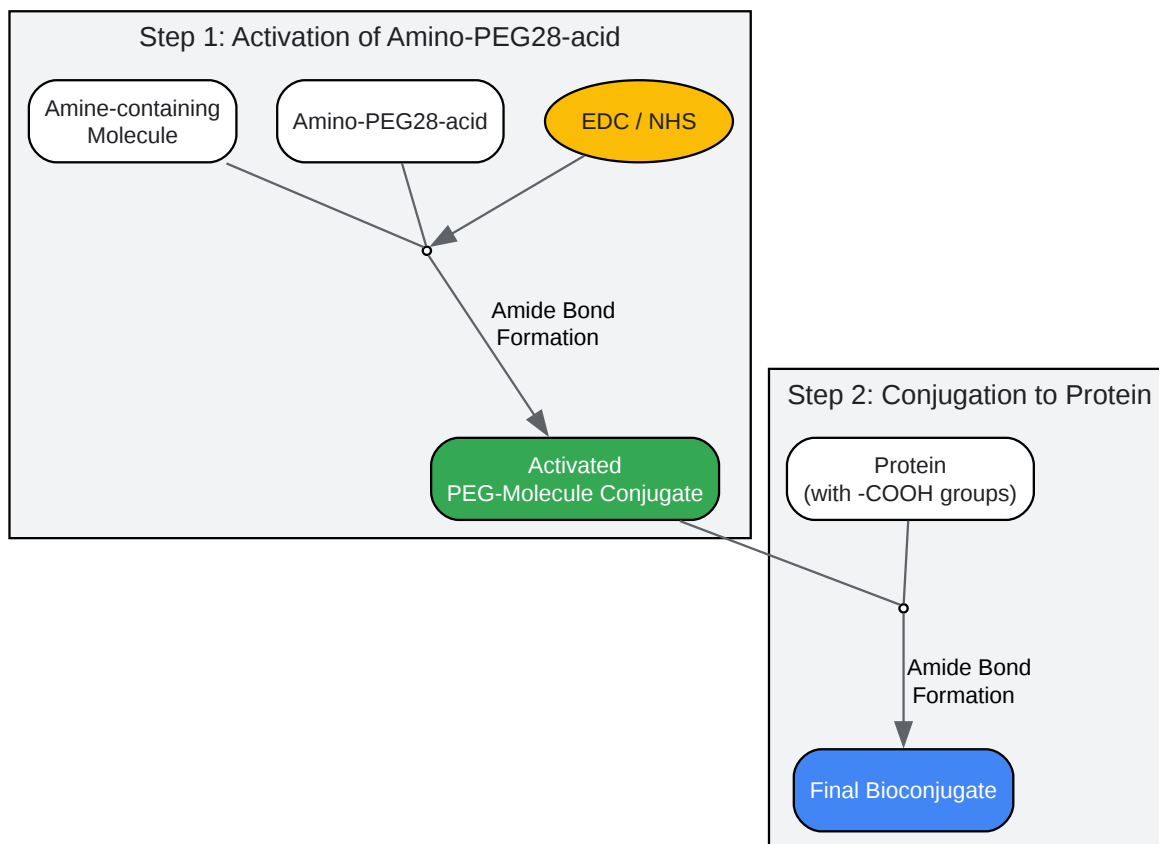 Step 1: Activation of Amino-PEG28-acid
Amine-containing
Molecule
Amino-PEG28-acid
EDC / NHS
Amide Bond
Formation
Activated
PEG-Molecule Conjugate
Step 2: Conjugation to Protein
Protein
(with -COOH groups)
Amide Bond
Formation
Final Bioconjugate